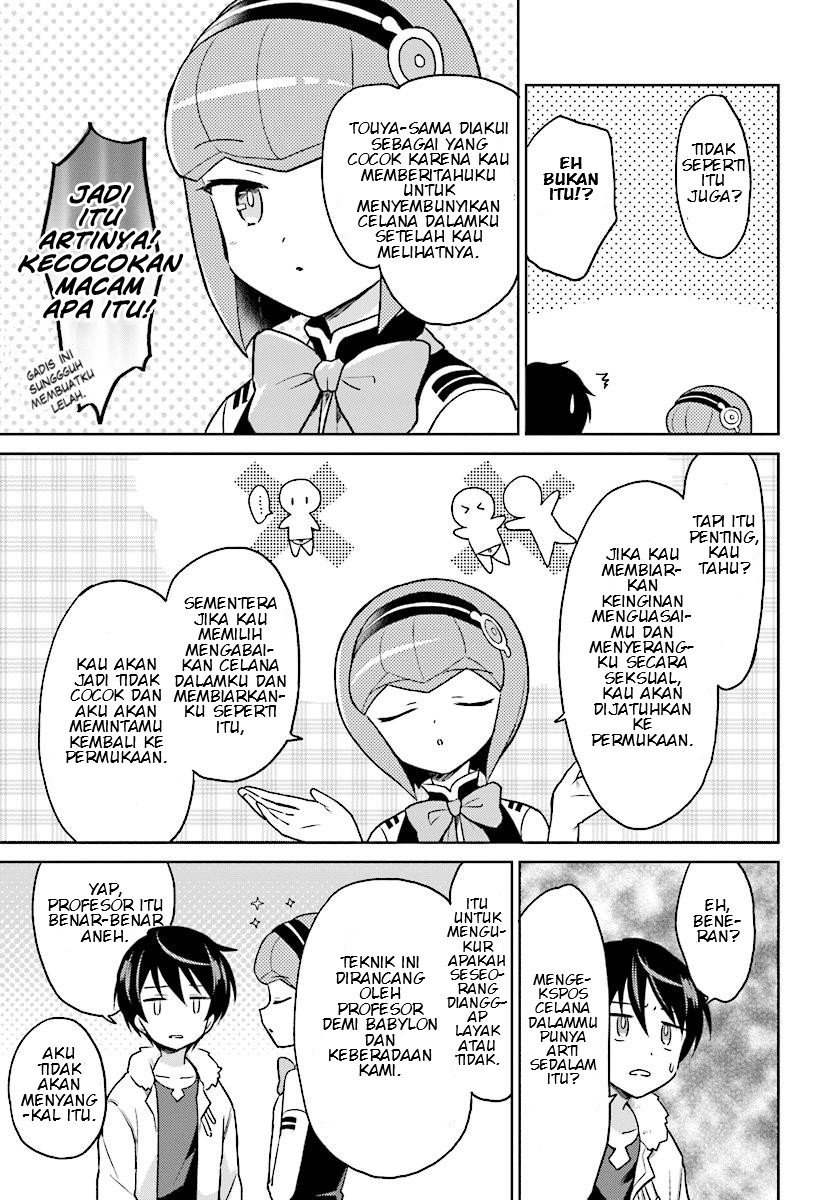 TIDAK
SEPERTI
ITU
JUGA?
EH
BUKAN
ITU!?
TOUYA-SAMA DIAKUI
SEBAGAI YANG
COCOK KARENA KAU
MEMBERITAHUKU
UNTUK
MENYEMBUNYIKAN
CELANA DALAMKU
SETELAH KAU
MELIHATNYA.
JADI
ITU
ARTINYA!
KECOCOKAN
MACAM
APA ITU!
GADIS INI
SUNGGGUH
MEMBUATKU
LELAH.
TAPI ITU
PENTING,
KAU
TAHU?
JIKA KAU
MEMBIAR-
KAN
KEINGINAN
MENGUASAI-
MU DAN
MENYERANG-
KU SECARA
SEKSUAL,
KAU AKAN
DIJATUHKAN
KE
PERMUKAAN.
SEMENTERA
JIKA KAU
MEMILIH
MENGABAI-
KAN CELANA
DALAMKU DAN
MEMBIARKAN-
KU SEPERTI
ITU,
KAU AKAN
JADI TIDAK
COCOK DAN
AKU AKAN
MEMINTAMU
KEMBALI KE
PERMUKAAN.
EH,
BENE-
RAN?
MENGE-
KSPOS
CELANA
DALAMMU
PUNYA
ARTI
SEDALAM
ITU?
ITU
UNTUK
MENGU-
KUR
APAKAH
SESEO-
RANG
DIANGG-
AP
LAYAK
ATAU
TIDAK.
TEKNIK INI
DIRANCANG
OLEH
PROFESOR
DEMI BABYLON
DAN
KEBERADAAN
KAMI.
YAP,
PROFESOR ITU
BENAR-BENAR
ANEH.
AKU
TIDAK
AKAN
MENYANG
-KAL ITU.